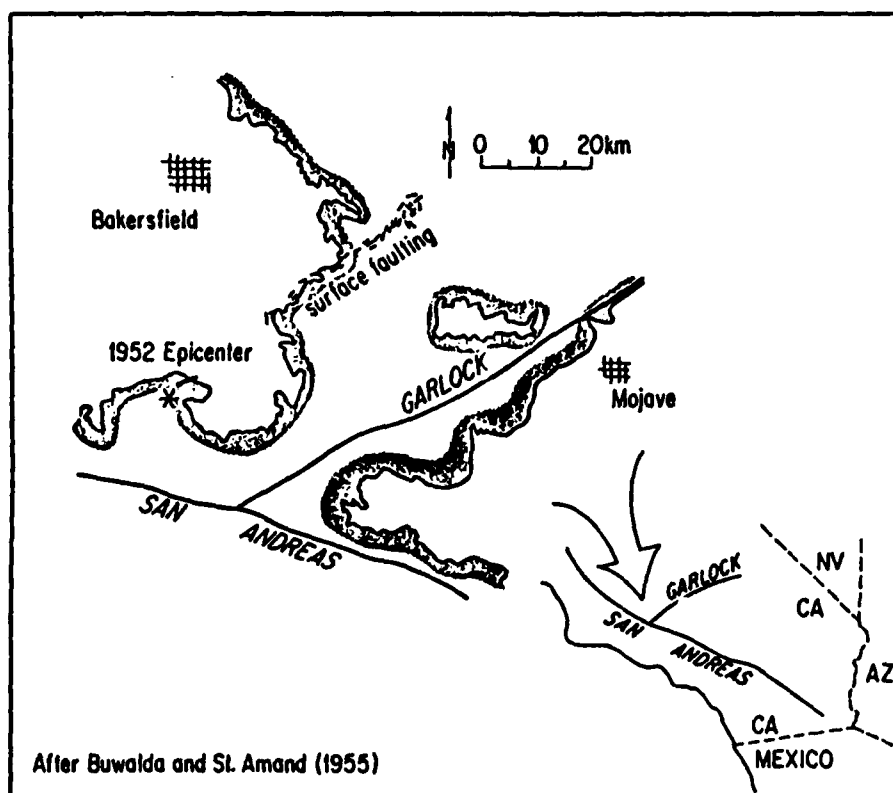 N
0 10 20km
Bakersfield
surface faulting
1952 Epicenter
GARLOCK
Mojave
SAN ANDREAS
GARLOCK
NV
CA
SAN ANDREAS
AZ
CA
MEXICO
After Buwalda and St. Amand (1955)